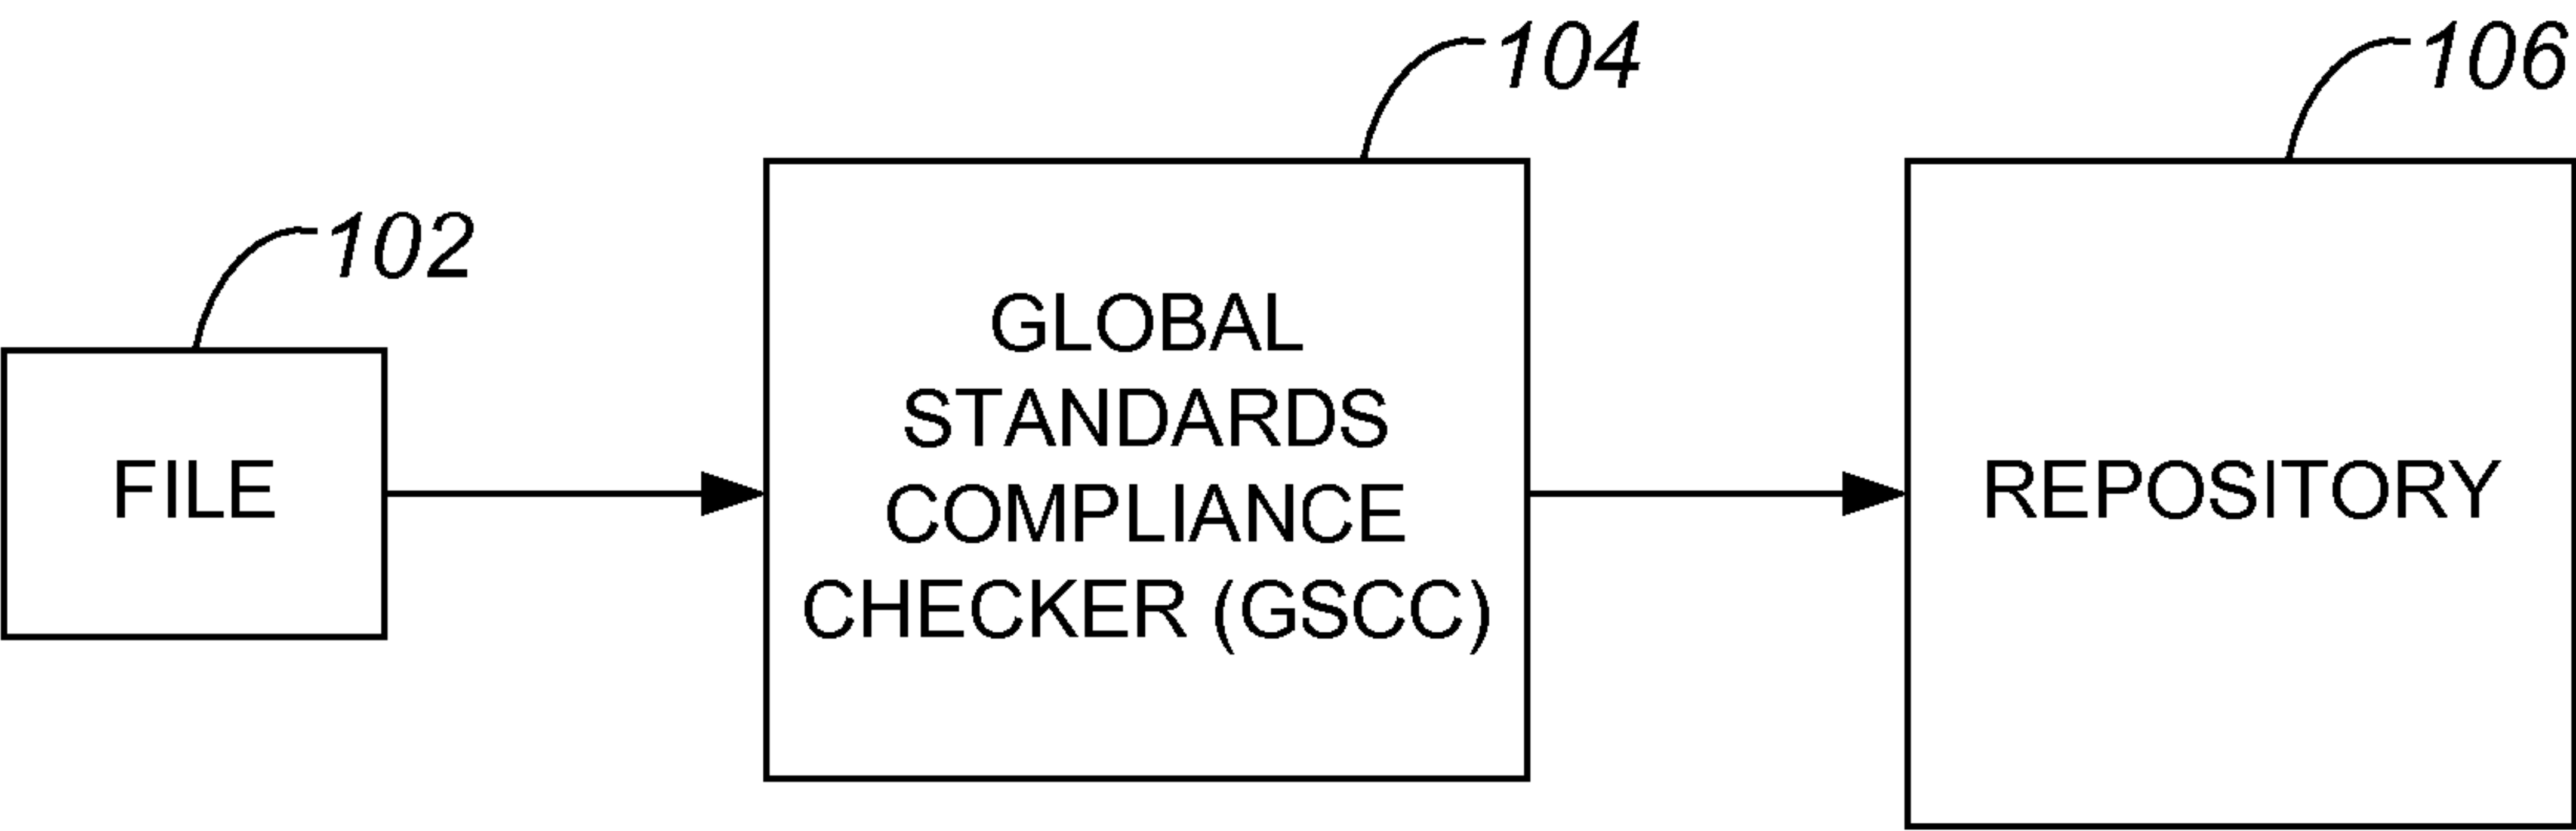 104
106
102
GLOBAL
STANDARDS
COMPLIANCE
CHECKER (GSCC)
FILE
REPOSITORY